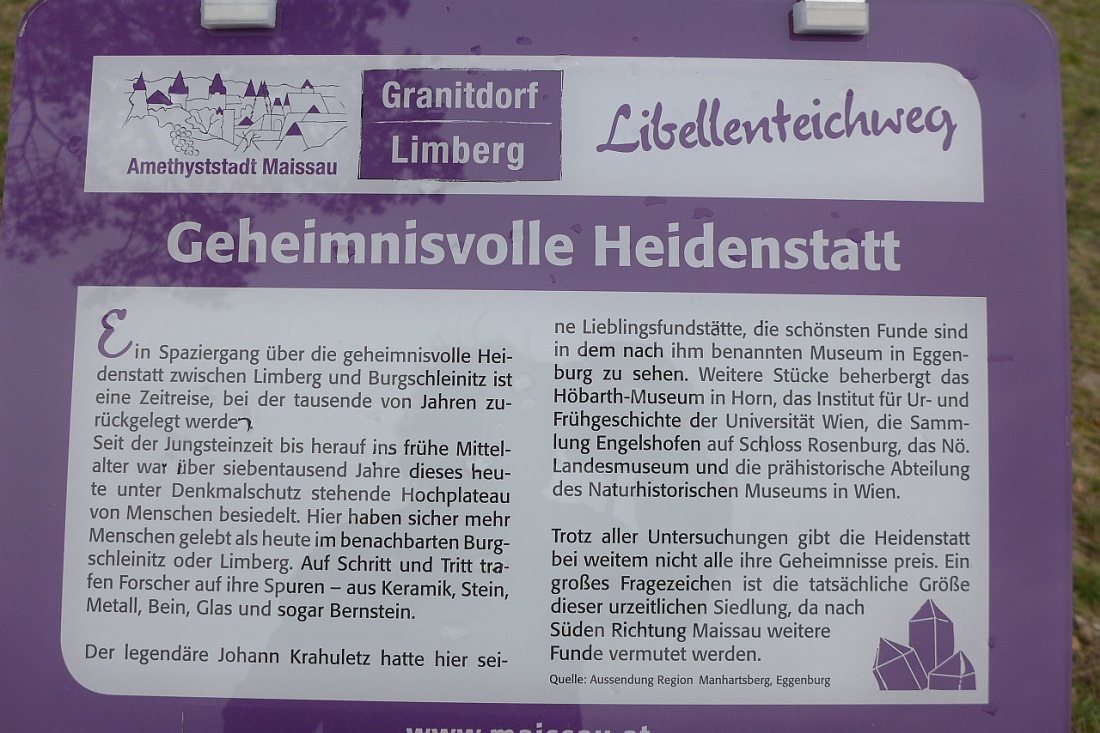 Amethyststadt Maissau
Granitdorf
Limberg
Libellenteichweg
Geheimnisvolle Heidenstatt
Ein Spaziergang über die geheimnisvolle Hei-
denstatt zwischen Limberg und Burgschleinitz ist
eine Zeitreise, bei der tausende von Jahren zu-
rückgelegt werden.
Seit der Jungsteinzeit bis herauf ins frühe Mittel-
alter war über siebentausend Jahre dieses heu-
te unter Denkmalschutz stehende Hochplateau
von Menschen besiedelt. Hier haben sicher mehr
Menschen gelebt als heute im benachbarten Burg-
schleinitz oder Limberg. Auf Schritt und Tritt tra-
fen Forscher auf ihre Spuren – aus Keramik, Stein,
Metall, Bein, Glas und sogar Bernstein.
Der legendäre Johann Krahuletz hatte hier sei-
ne Lieblingsfundstätte, die schönsten Funde sind
in dem nach ihm benannten Museum in Eggen-
burg zu sehen. Weitere Stücke beherbergt das
Höbarth-Museum in Horn, das Institut für Ur- und
Frühgeschichte der Universität Wien, die Samm-
lung Engelshofen auf Schloss Rosenburg, das Nö.
Landesmuseum und die prähistorische Abteilung
des Naturhistorischen Museums in Wien.
Trotz aller Untersuchungen gibt die Heidenstatt
bei weitem nicht alle ihre Geheimnisse preis. Ein
großes Fragezeichen ist die tatsächliche Größe
dieser urzeitlichen Siedlung, da nach
Süden Richtung Maissau weitere
Funde vermutet werden.
Quelle: Aussendung Region Manhartsberg, Eggenburg
www.maissau.at